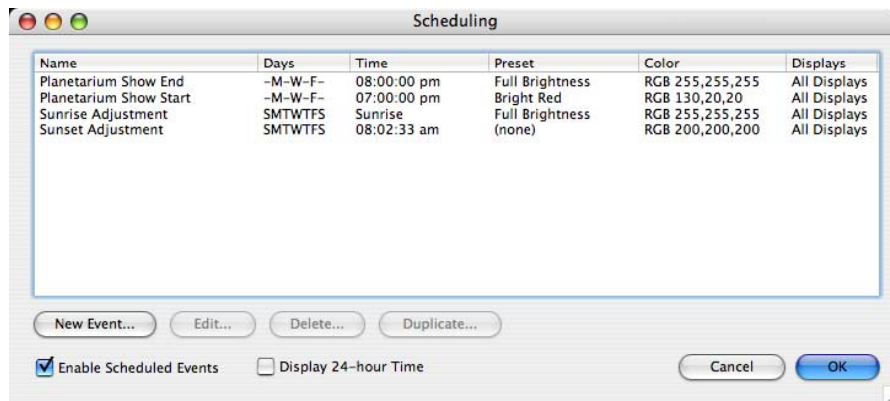 Scheduling
Name Days Time Preset Color Displays
Planetarium Show End -M-W-F- 08:00:00 pm Full Brightness RGB 255,255,255 All Displays
Planetarium Show Start -M-W-F- 07:00:00 pm Bright Red RGB 130,20,20 All Displays
Sunrise Adjustment SMTWTFS Sunrise Full Brightness RGB 255,255,255 All Displays
Sunset Adjustment SMTWTFS 08:02:33 am (none) RGB 200,200,200 All Displays
New Event... Edit... Delete... Duplicate...
Enable Scheduled Events Display 24-hour Time Cancel OK